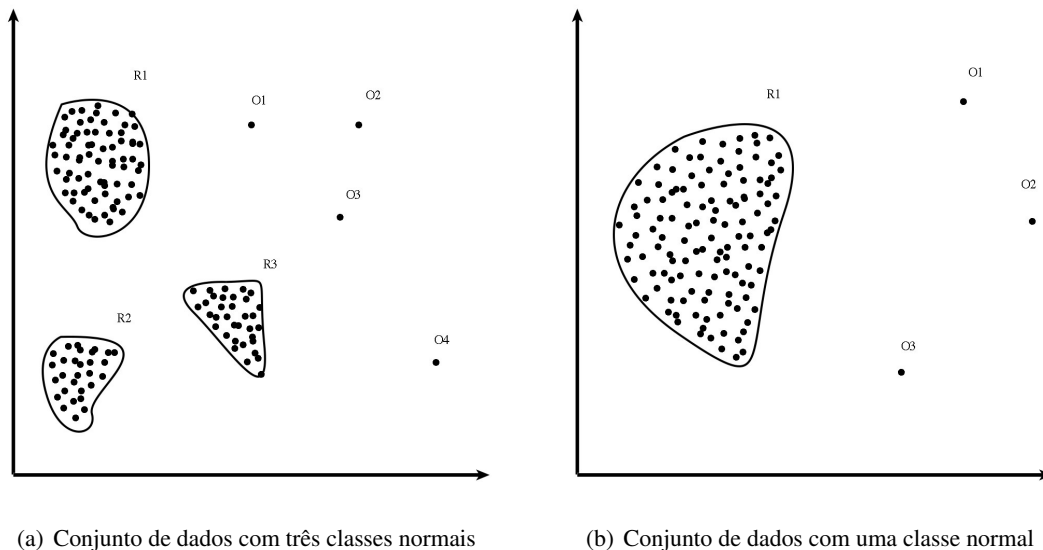 R1
O1
O2
O3
R3
R2
O4
(a) Conjunto de dados com três classes normais
O1
R1
O2
O3
(b) Conjunto de dados com uma classe normal